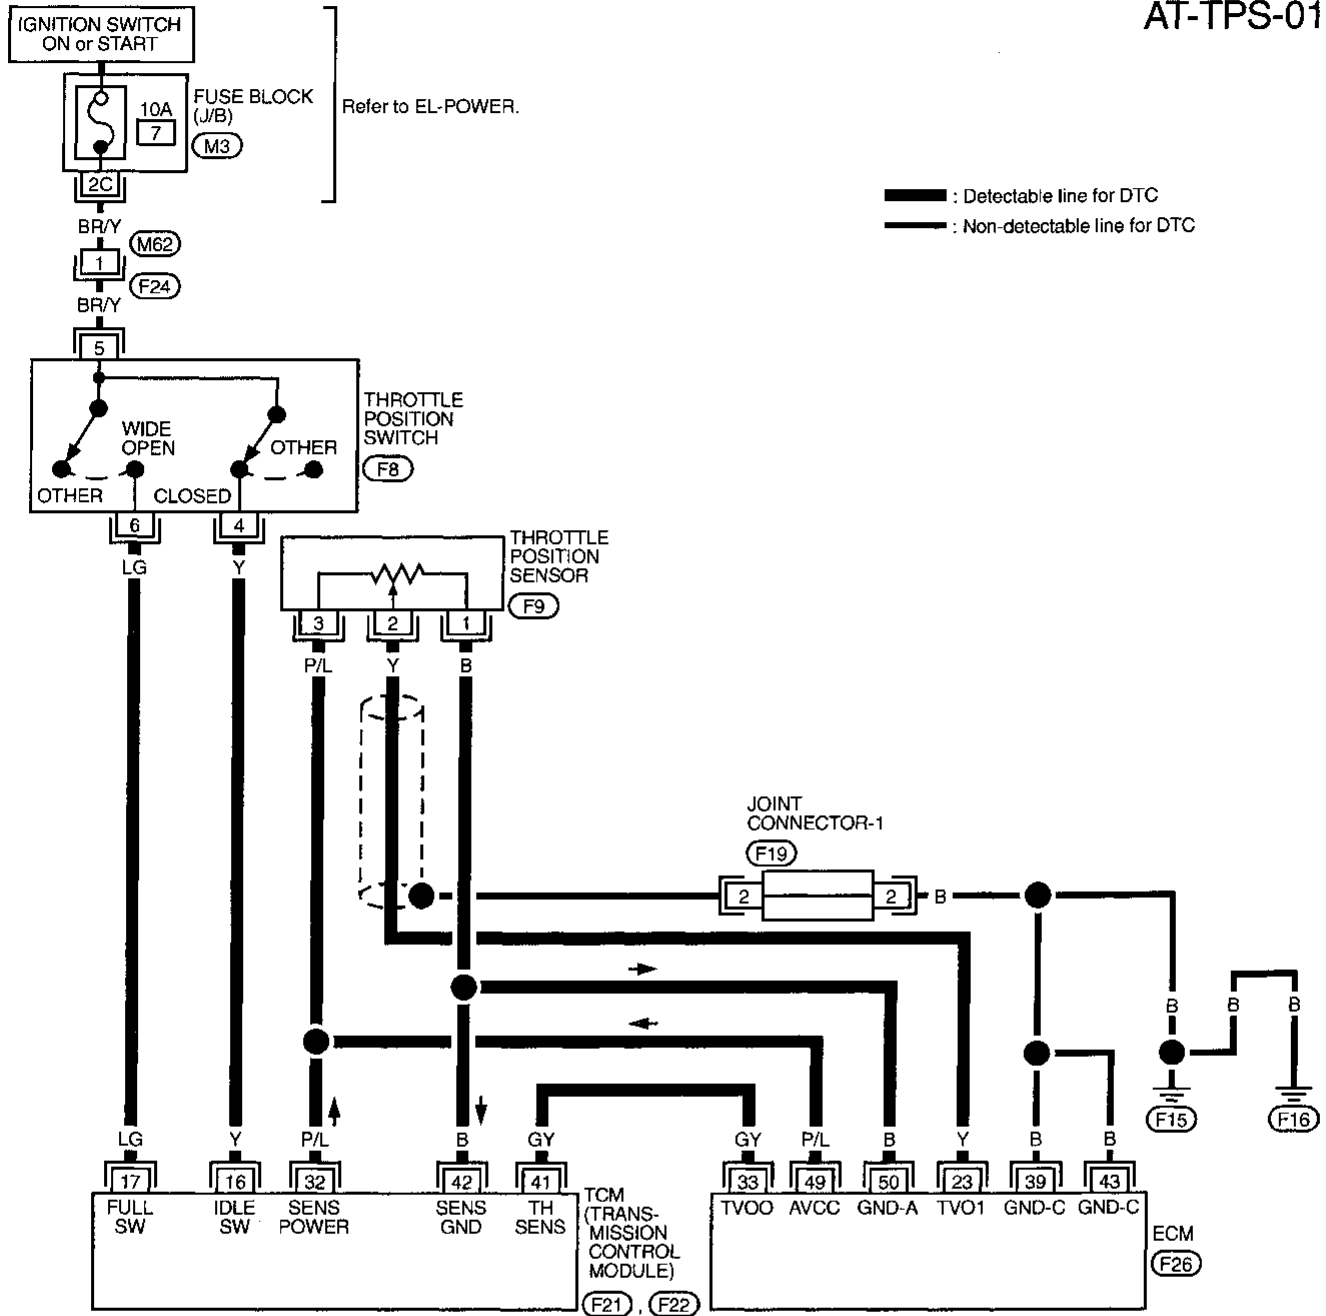 AT-TPS-01
IGNITION SWITCH
ON or START
FUSE BLOCK
(J/B)
10A
7
M3
Refer to EL-POWER.
2C
BR/Y
M62
1
F24
BR/Y
: Detectable line for DTC
: Non-detectable line for DTC
5
THROTTLE
POSITION
SWITCH
F8
WIDE
OPEN
OTHER
OTHER
CLOSED
6
4
LG
Y
THROTTLE
POSITION
SENSOR
F9
3
2
1
P/L
Y
B
JOINT
CONNECTOR-1
F19
2
2
B
B
B
B
F15
F16
LG
Y
P/L
B
GY
GY
P/L
B
Y
B
B
17
16
32
42
41
33
49
50
23
39
43
FULL
SW
IDLE
SW
SENS
POWER
SENS
GND
TH
SENS
TCM
(TRANS-
MISSION
CONTROL
MODULE)
F21 , F22
TVO0
AVCC
GND-A
TVO1
GND-C
GND-C
ECM
F26